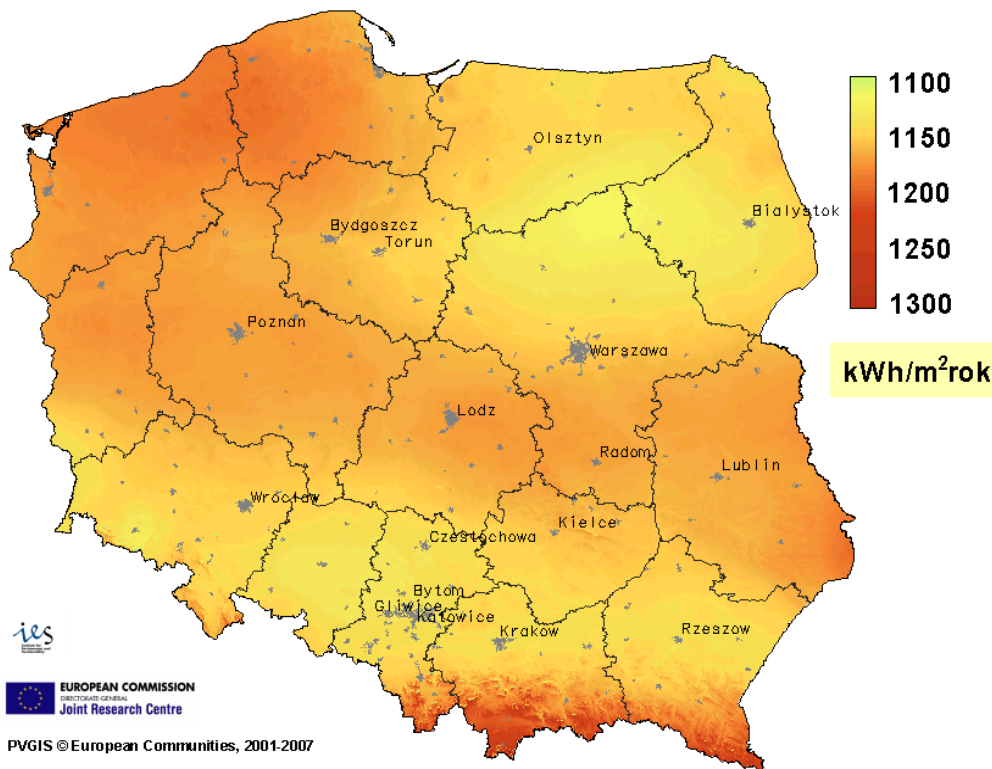 Olsztyn
Bialystok
Bydgoszcz
Torun
Poznan
Warszawa
Lodz
Radom
Lublin
Wrocław
Kielce
Czestochowa
Bytom
Gliwice
Katowice
Krakow
Rzeszow
1100
1150
1200
1250
1300
kWh/m²rok
ies
EUROPEAN COMMISSION
DIRECTORATE-GENERAL
Joint Research Centre
PVGIS © European Communities, 2001-2007